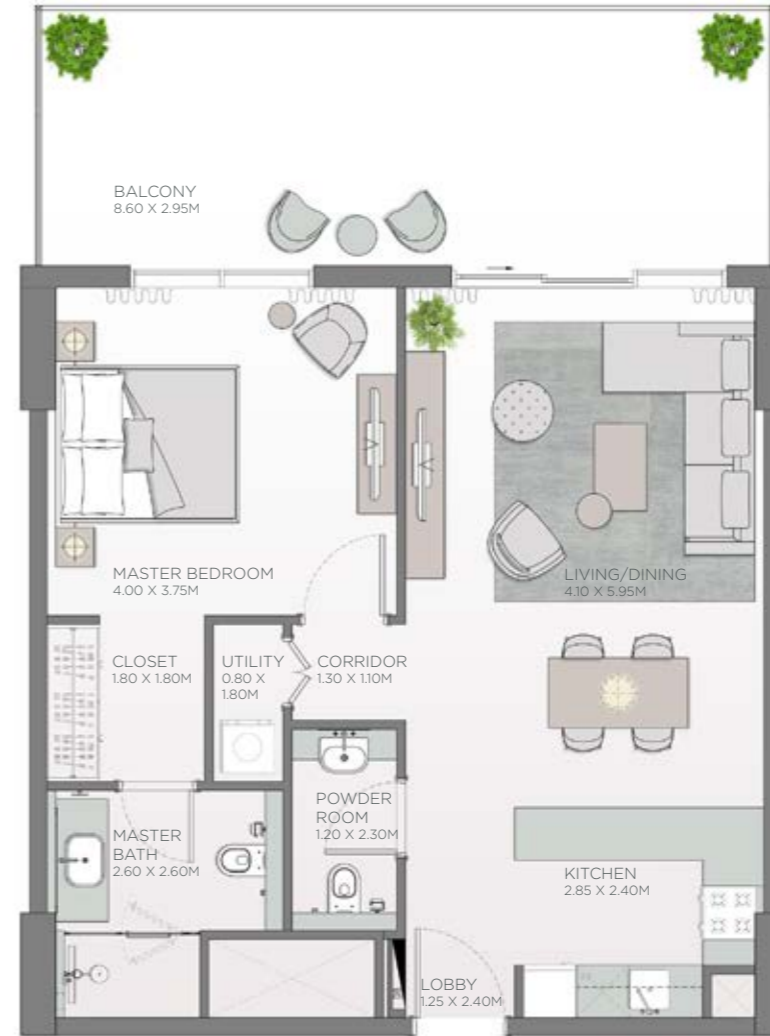 BALCONY
8.60 X 2.95M
MASTER BEDROOM
4.00 X 3.75M
LIVING/DINING
4.10 X 5.95M
CLOSET
1.80 X 1.80M
UTILITY
0.80 X
1.80M
CORRIDOR
1.30 X 1.10M
POWDER
ROOM
1.20 X 2.30M
MASTER
BATH
2.60 X 2.60M
KITCHEN
2.85 X 2.40M
LOBBY
1.25 X 2.40M